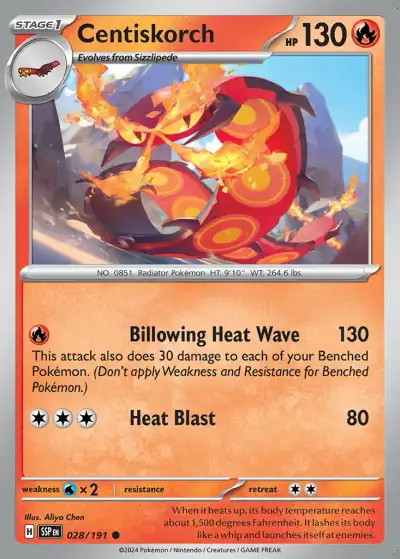 STAGE1
Centiskorch
HP 130
Evolves from Sizzlipede
NO. 0851 Radiator Pokémon HT: 9'10" WT: 264.6 lbs
Billowing Heat Wave 130
This attack also does 30 damage to each of your Benched
Pokémon. (Don't apply Weakness and Resistance for Benched
Pokémon.)
Heat Blast 80
weakness ×2 resistance retreat
Illus. Aliya Chen
H SSP EN 028/191
When it heats up, its body temperature reaches
about 1,500 degrees Fahrenheit. It lashes its body
like a whip and launches itself at enemies.
©2024 Pokémon / Nintendo / Creatures / GAME FREAK